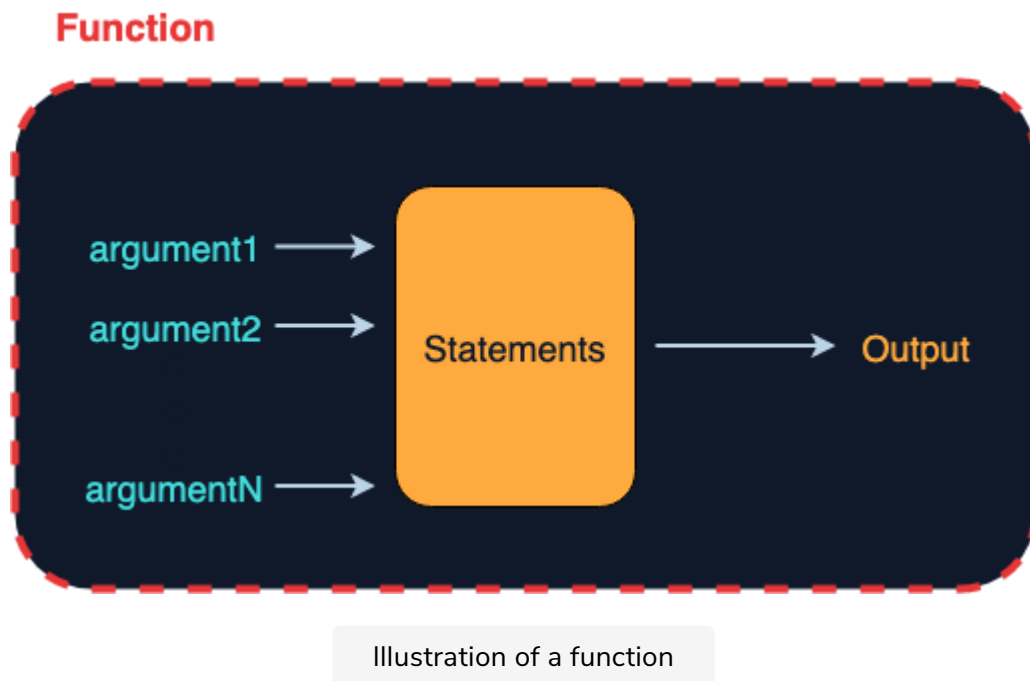 Function
argument1
argument2
Statements
Output
argumentN
Illustration of a function